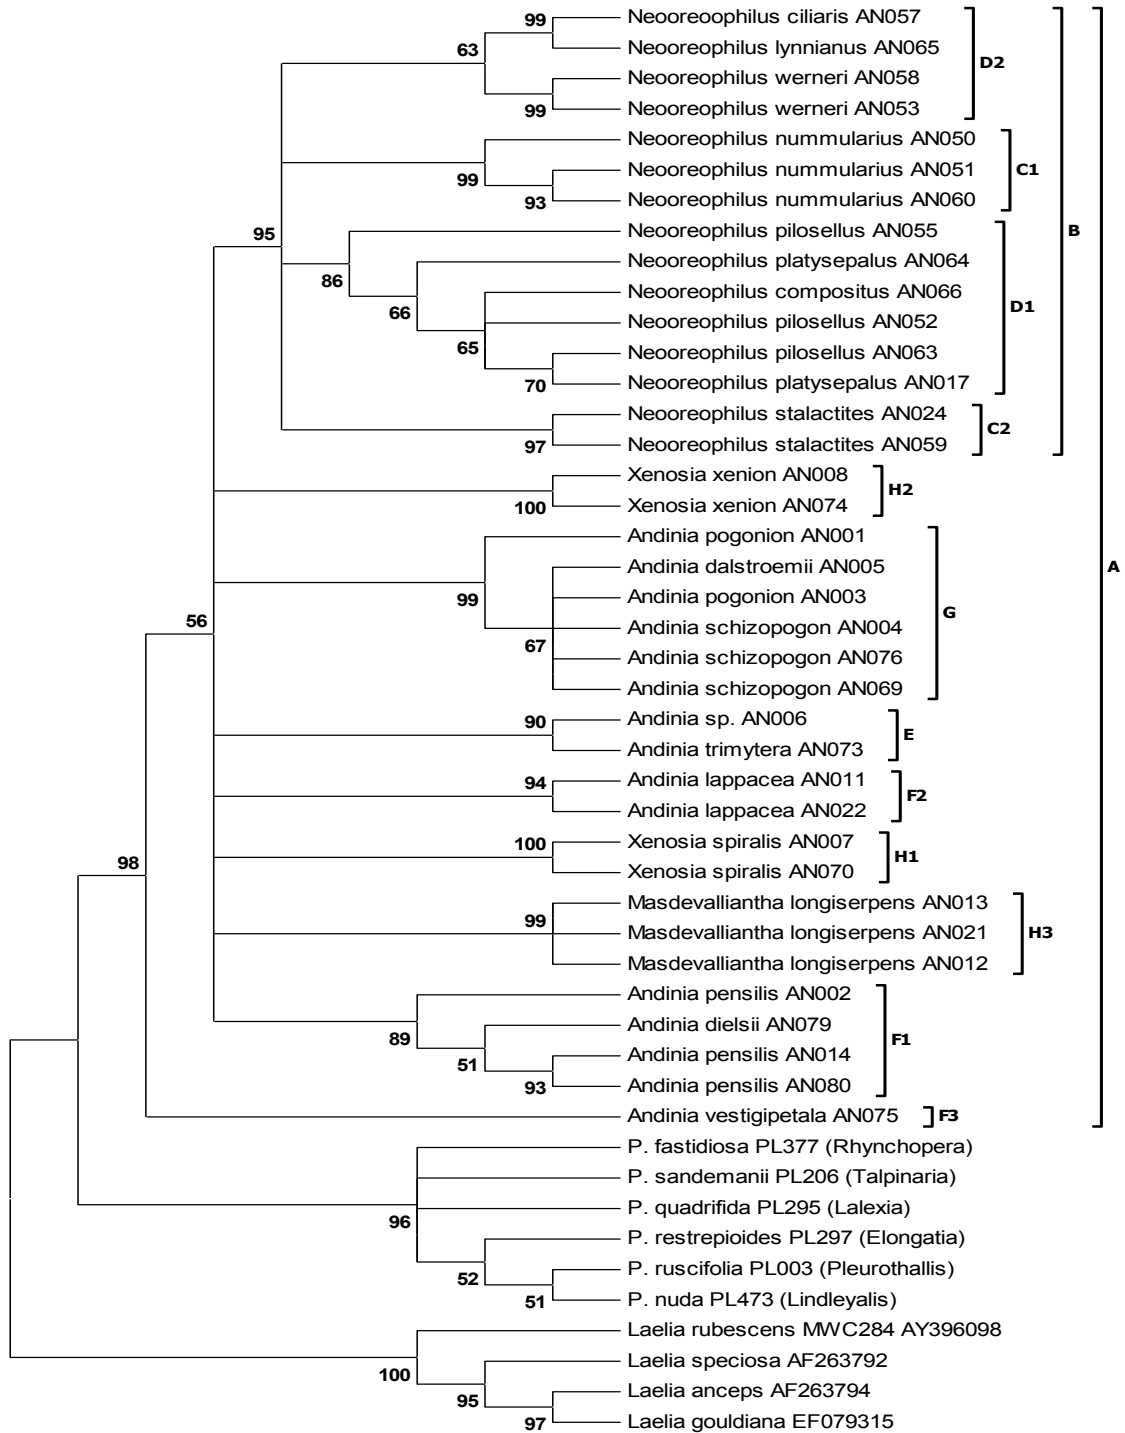 Neooreoophilus ciliaris AN057
Neooreophilus lynnianus AN065
Neooreophilus werneri AN058
Neooreophilus werneri AN053
Neooreophilus nummularius AN050
Neooreophilus nummularius AN051
Neooreophilus nummularius AN060
Neooreophilus pilosellus AN055
Neooreophilus platysepalus AN064
Neooreophilus compositus AN066
Neooreophilus pilosellus AN052
Neooreophilus pilosellus AN063
Neooreophilus platysepalus AN017
Neooreophilus stalactites AN024
Neooreophilus stalactites AN059
Xenosia xenion AN008
Xenosia xenion AN074
Andinia pogonion AN001
Andinia dalstroemii AN005
Andinia pogonion AN003
Andinia schizopogon AN004
Andinia schizopogon AN076
Andinia schizopogon AN069
Andinia sp. AN006
Andinia trimytera AN073
Andinia lappacea AN011
Andinia lappacea AN022
Xenosia spiralis AN007
Xenosia spiralis AN070
Masdevalliantha longiserpens AN013
Masdevalliantha longiserpens AN021
Masdevalliantha longiserpens AN012
Andinia pensilis AN002
Andinia dielsii AN079
Andinia pensilis AN014
Andinia pensilis AN080
Andinia vestigipetala AN075
P. fastidiosa PL377 (Rhynchopera)
P. sandemanii PL206 (Talpinaria)
P. quadrifida PL295 (Lalexia)
P. restrepioides PL297 (Elongatia)
P. ruscifolia PL003 (Pleurothallis)
P. nuda PL473 (Lindleyalis)
Laelia rubescens MWC284 AY396098
Laelia speciosa AF263792
Laelia anceps AF263794
Laelia gouldiana EF079315
99
63
99
99
93
95
86
66
65
70
97
100
99
67
56
90
94
100
98
99
89
51
93
96
52
51
100
95
97
D2
C1
B
D1
C2
H2
A
G
E
F2
H1
H3
F1
F3